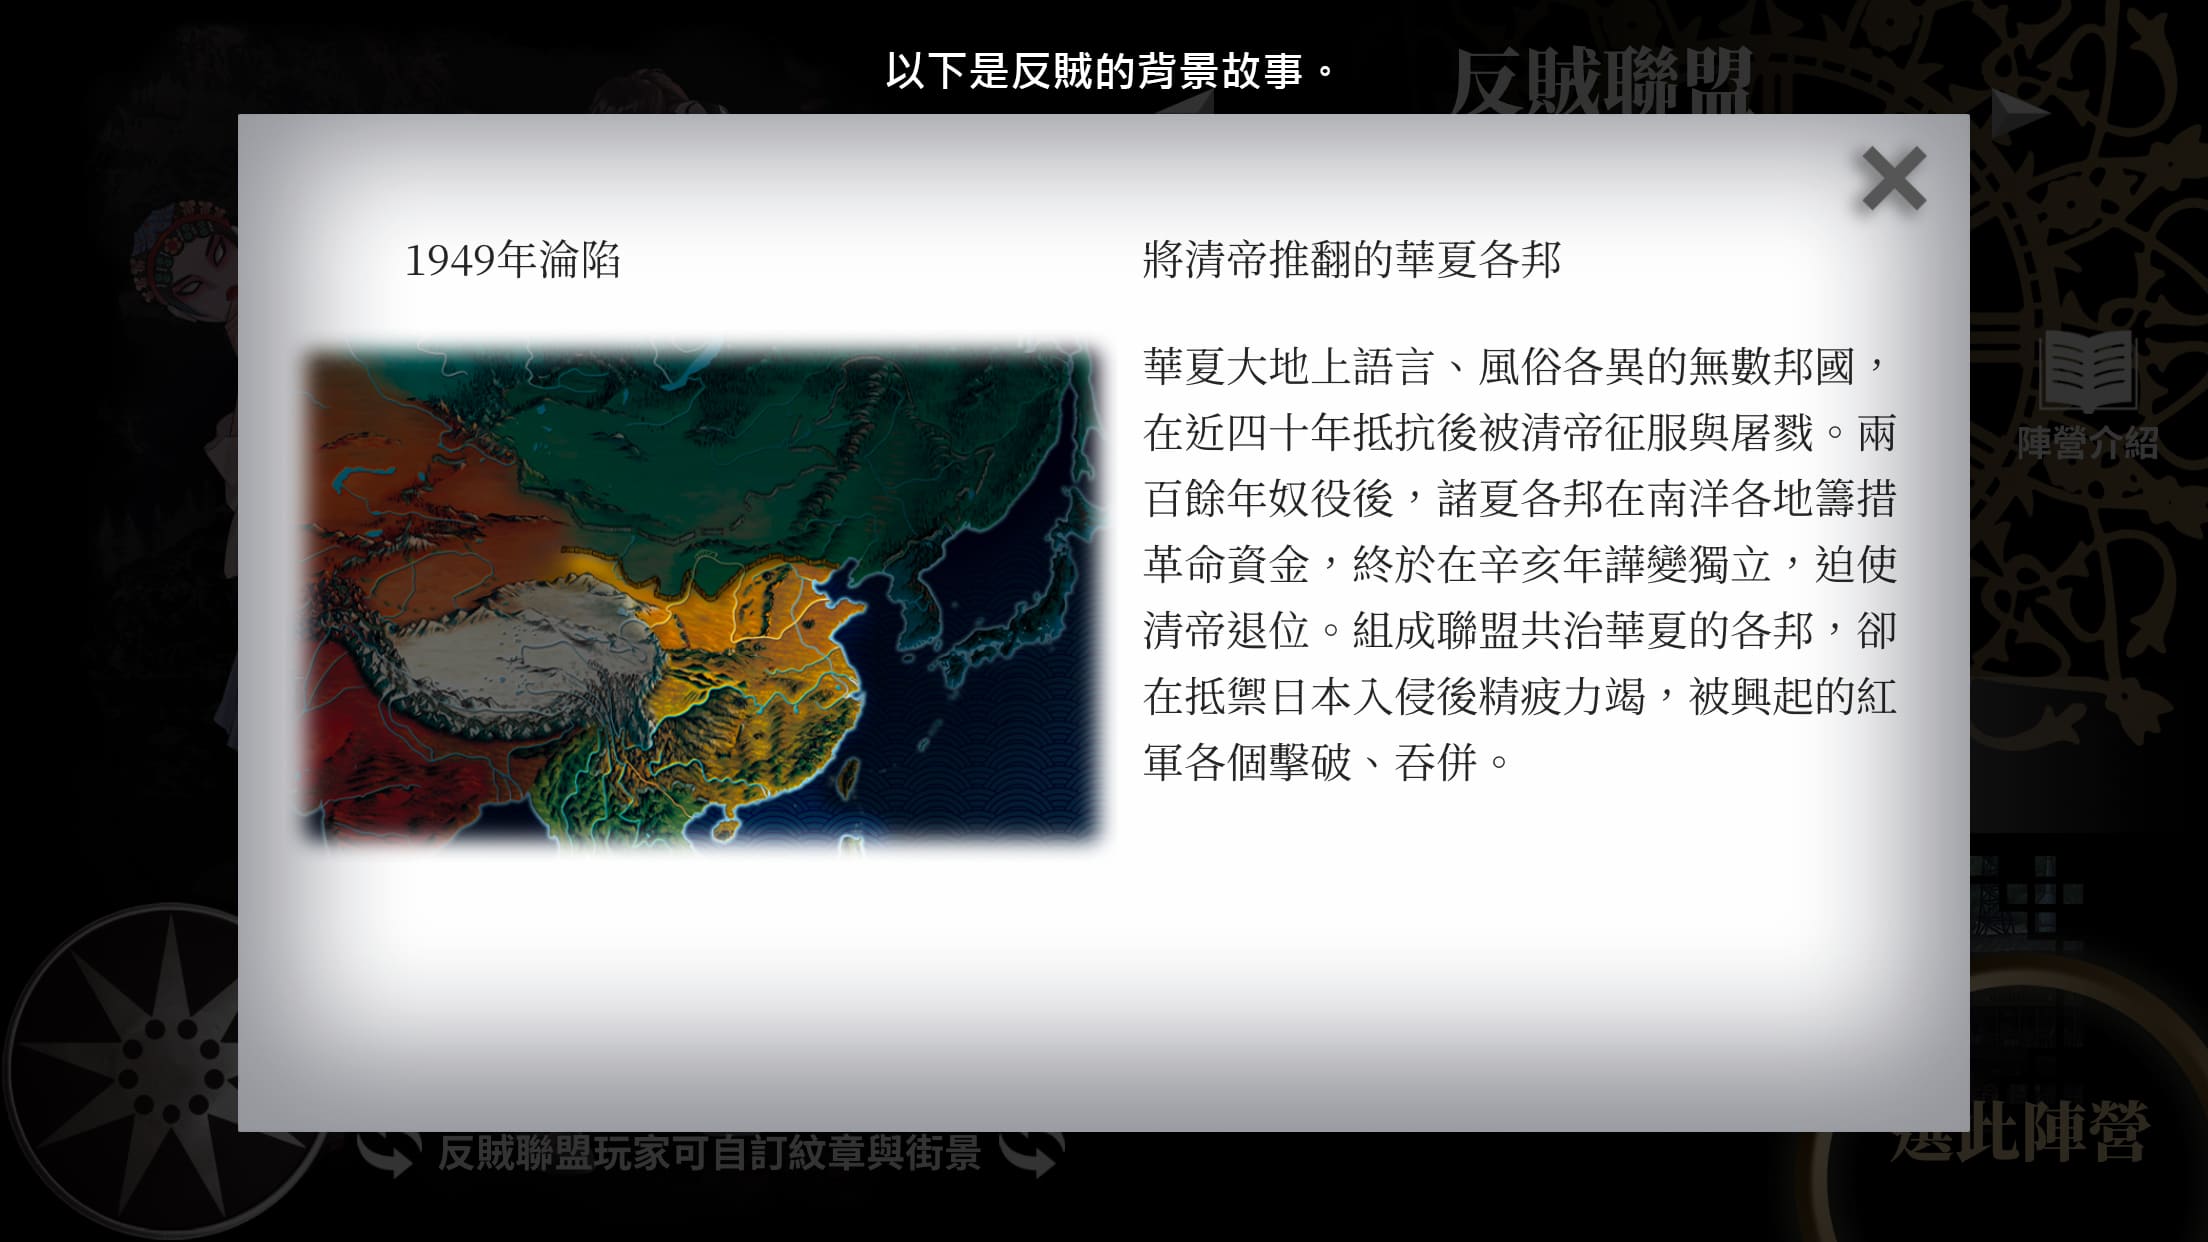 以下是反賊的背景故事。
反賊聯盟
1949年淪陷
將清帝推翻的華夏各邦
華夏大地上語言、風俗各異的無數邦國，
在近四十年抵抗後被清帝征服與屠戮。兩
百餘年奴役後，諸夏各邦在南洋各地籌措
革命資金，終於在辛亥年譁變獨立，迫使
清帝退位。組成聯盟共治華夏的各邦，卻
在抵禦日本入侵後精疲力竭，被興起的紅
軍各個擊破、吞併。
陣營介紹
反賊聯盟玩家可自訂紋章與街景
選此陣營